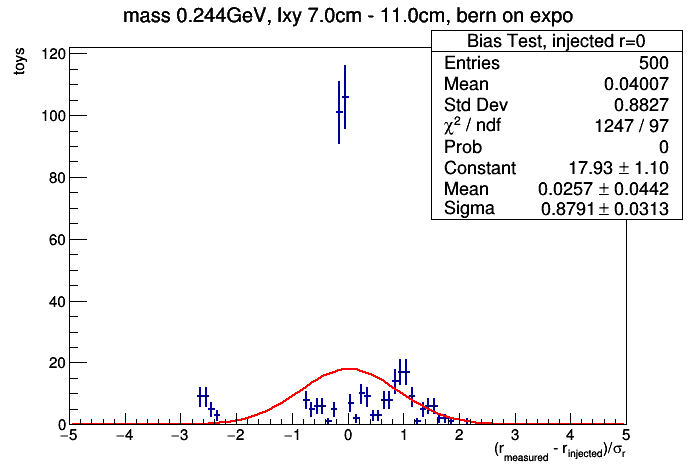 mass 0.244GeV, lxy 7.0cm - 11.0cm, bern on expo
toys
Bias Test, injected r=0
Entries 500
Mean 0.04007
Std Dev 0.8827
χ² / ndf 1247 / 97
Prob 0
Constant 17.93 ± 1.10
Mean 0.0257 ± 0.0442
Sigma 0.8791 ± 0.0313
120
100
80
60
40
20
0
−5 −4 −3 −2 −1 0 1 2 3 4 5
(r_measured - r_injected)/σ_r